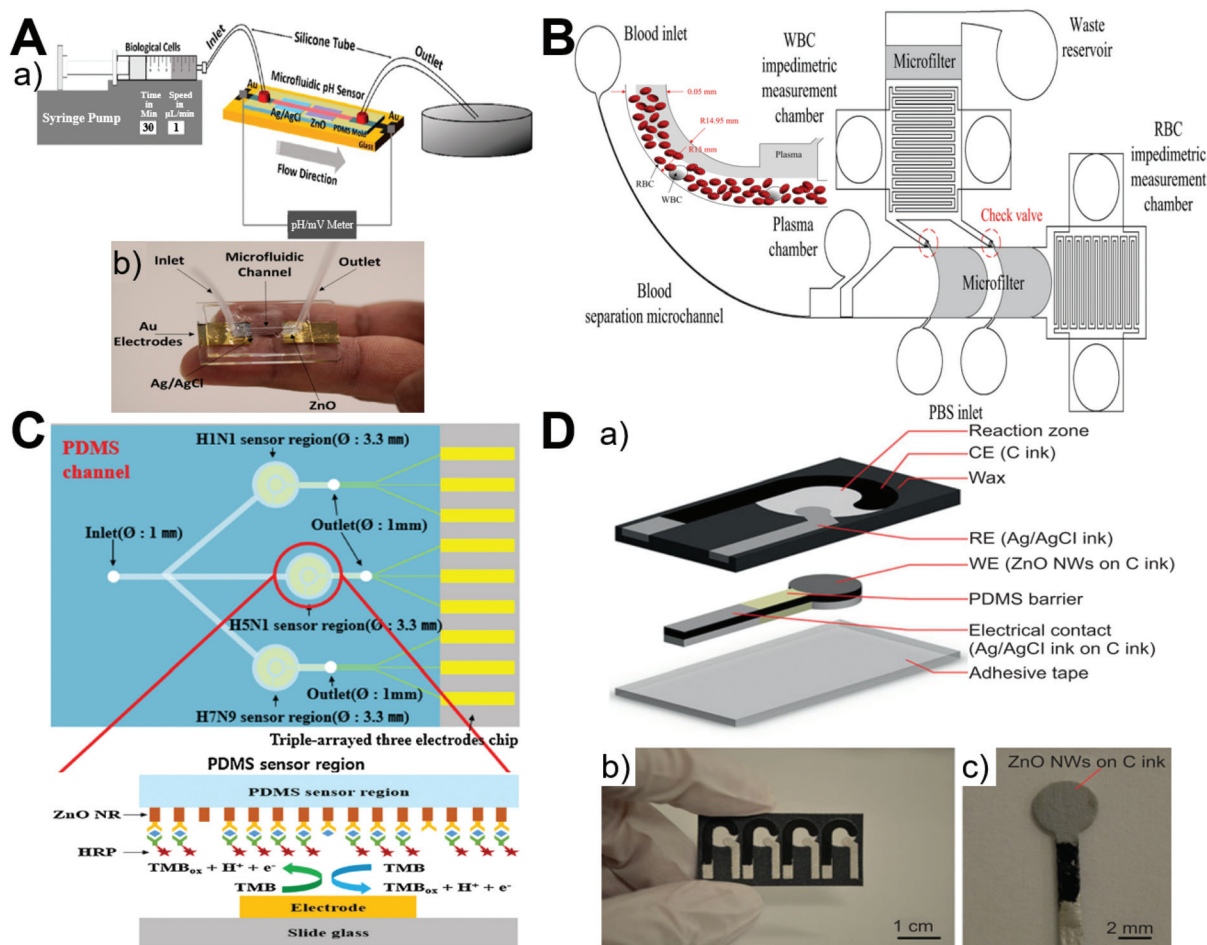 A
a)
Biological Cells
Inlet
Silicone Tube
Outlet
Syringe Pump
Time
in
Min
30
Speed
in
µL/min
1
Au
Microfluidic pH Sensor
Au
Ag/AgCl
ZnO
PDMS Mold
Glass
Flow Direction
pH/mV Meter
b)
Inlet
Microfluidic
Channel
Outlet
Au
Electrodes
Ag/AgCl
ZnO
B
Blood inlet
WBC
impedimetric
measurement
chamber
Microfilter
Waste
reservoir
0.05 mm
R14.95 mm
R15 mm
Plasma
RBC
WBC
RBC
impedimetric
measurement
chamber
Plasma
chamber
Check valve
Microfilter
Blood
separation microchannel
PBS inlet
C
PDMS
channel
H1N1 sensor region(Ø : 3.3 mm)
Outlet(Ø : 1mm)
Inlet(Ø : 1 mm)
H5N1 sensor region(Ø : 3.3 mm)
Outlet(Ø : 1mm)
H7N9 sensor region(Ø : 3.3 mm)
Triple-arrayed three electrodes chip
PDMS sensor region
PDMS sensor region
ZnO NR
HRP
TMBox + H+ + e-
TMB
TMB
TMBox + H+ + e-
Electrode
Slide glass
D
a)
Reaction zone
CE (C ink)
Wax
RE (Ag/AgCl ink)
WE (ZnO NWs on C ink)
PDMS barrier
Electrical contact
(Ag/AgCl ink on C ink)
Adhesive tape
b)
1 cm
c)
ZnO NWs on C ink
2 mm